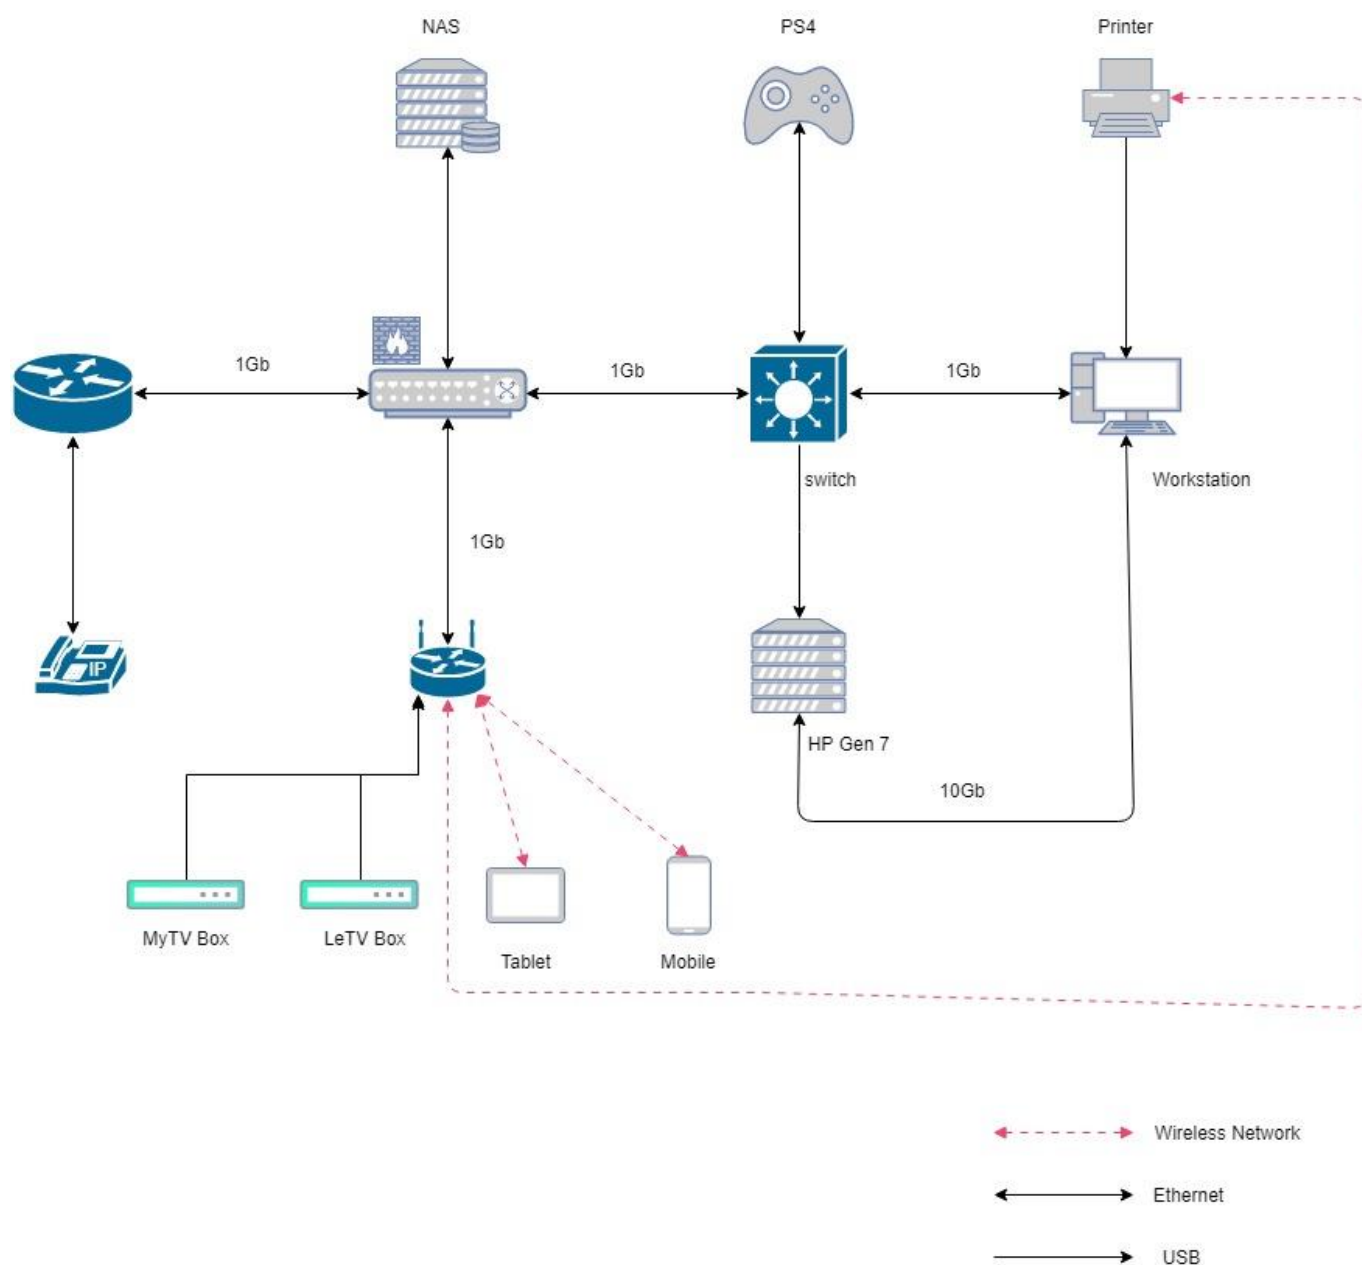 NAS
PS4
Printer
1Gb
1Gb
1Gb
switch
Workstation
1Gb
IP
HP Gen 7
10Gb
MyTV Box
LeTV Box
Tablet
Mobile
Wireless Network
Ethernet
USB